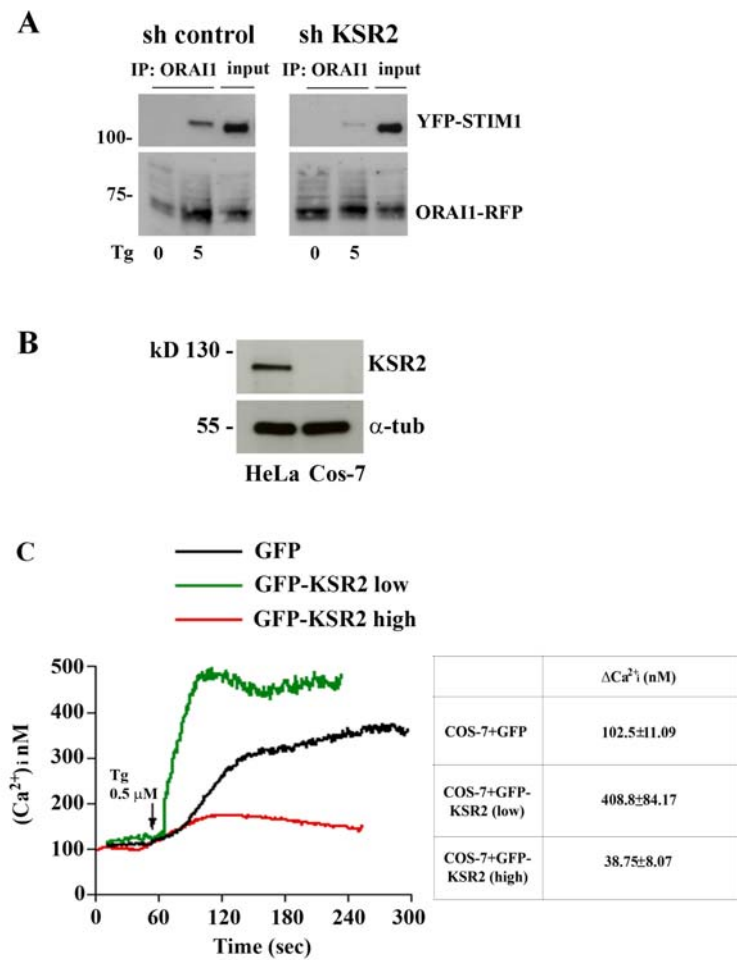 A
sh control sh KSR2
IP: ORAI1 input IP: ORAI1 input
100- YFP-STIM1
75- ORAI1-RFP
Tg 0 5 0 5
B
kD 130 - KSR2
55 - α-tub
HeLa Cos-7
C
GFP
GFP-KSR2 low
GFP-KSR2 high
(Ca²⁺)i nM
500
400
300
200
100
0
Tg
0.5 μM
0 60 120 180 240 300
Time (sec)
ΔCa²⁺i (nM)
COS-7+GFP 102.5±11.09
COS-7+GFP-
KSR2 (low) 408.8±84.17
COS-7+GFP-
KSR2 (high) 38.75±8.07